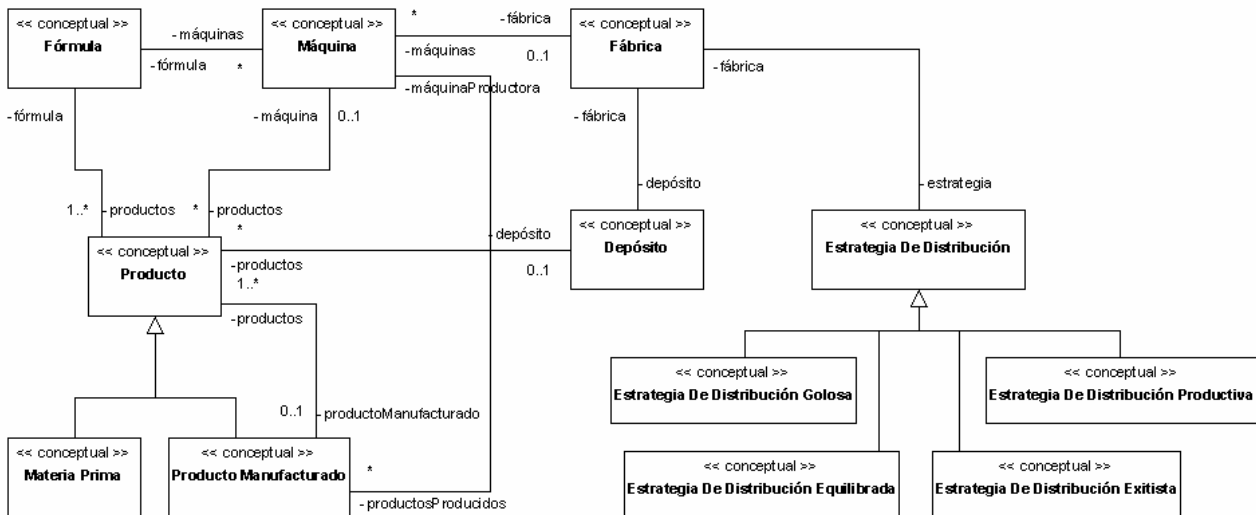 << conceptual >>
Fórmula
-máquinas
-fórmula
*
<< conceptual >>
Máquina
*
-fábrica
-máquinas
0..1
<< conceptual >>
Fábrica
-fábrica
-máquinaProductora
-fórmula
-máquina
0..1
-fábrica
-depósito
-estrategia
1..*
-productos
*
-productos
*
<< conceptual >>
Producto
-depósito
-productos
0..1
1..*
-productos
<< conceptual >>
Depósito
<< conceptual >>
Estrategia De Distribución
<< conceptual >>
Estrategia De Distribución Golosa
<< conceptual >>
Estrategia De Distribución Productiva
0..1
-productoManufacturado
<< conceptual >>
Materia Prima
<< conceptual >>
Producto Manufacturado
*
-productosProducidos
<< conceptual >>
Estrategia De Distribución Equilibrada
<< conceptual >>
Estrategia De Distribución Exitista